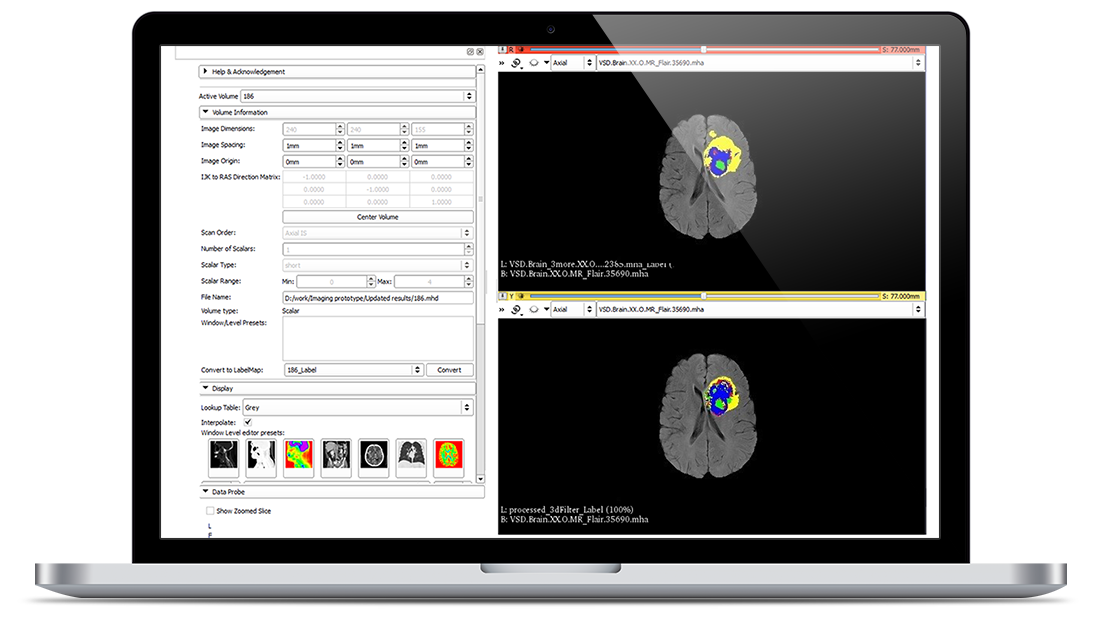 Help & Acknowledgement
Active Volume 186
Volume Information
Image Dimensions: 240 240 155
Image Spacing: 1mm 1mm 1mm
Image Origin: 0mm 0mm 0mm
IJK to RAS Direction Matrix: -1.0000 0.0000 0.0000
0.0000 -1.0000 0.0000
0.0000 0.0000 1.0000
Center Volume
Scan Order: Axial IS
Number of Scalars: 1
Scalar Type: short
Scalar Range: Min: 0 Max: 4
File Name: D:/work/Imaging prototype/Updated results/186.mhd
Volume type: Scalar
Window/Level Presets:
Convert to LabelMap: 186_Label Convert
Display
Lookup Table: Grey
Interpolate:
Window Level editor presets:
Data Probe
Show Zoomed Slice
L
F
R S: 77.000mm
Axial VSD.Brain.XX.O.MR_Flair.35690.mha
L: VSD.Brain_3more.XX.O....2365.mha_Label (
B: VSD.Brain.XX.O.MR_Flair.35690.mha
Y S: 77.000mm
Axial VSD.Brain.XX.O.MR_Flair.35690.mha
L: processed_3dFilter_Label (100%)
B: VSD.Brain.XX.O.MR_Flair.35690.mha